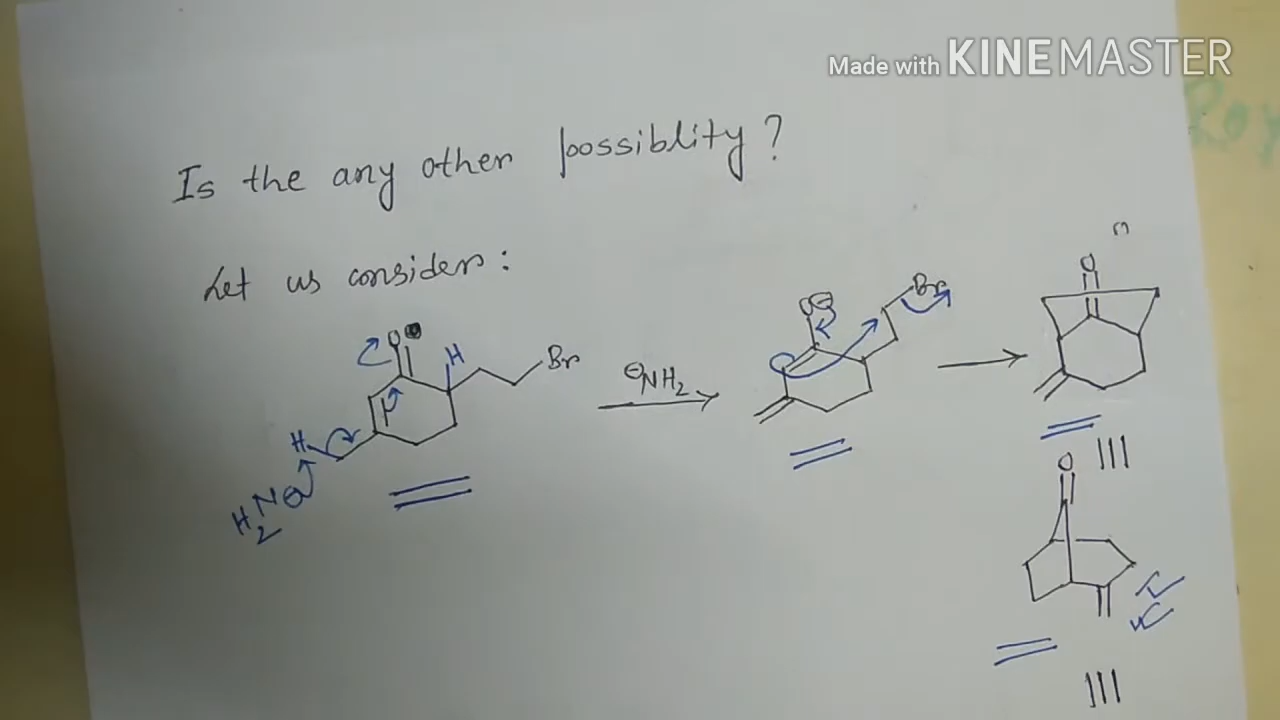 Made with KINEMASTER
Is the any other possiblity?
Let us consider:
O
H
Br
H
H2N⊖
⊖NH2
O⊖
Br
O
O